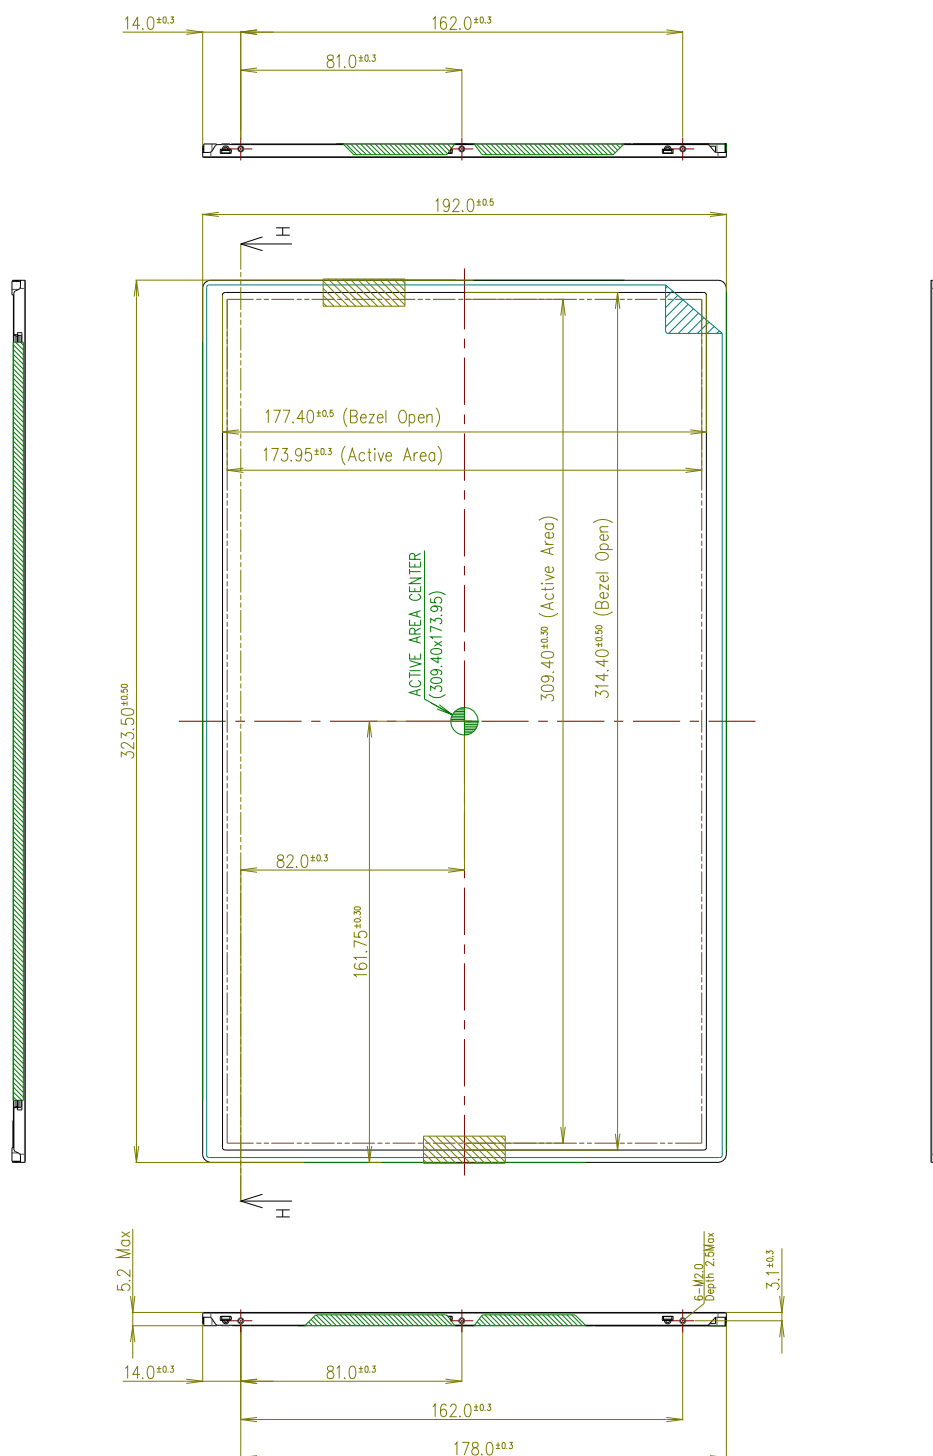 14.0±0.3
162.0±0.3
81.0±0.3
192.0±0.5
H
177.40±0.5 (Bezel Open)
173.95±0.3 (Active Area)
ACTIVE AREA CENTER
(309.40x173.95)
309.40±0.30 (Active Area)
314.40±0.50 (Bezel Open)
323.50±0.50
82.0±0.3
161.75±0.30
H
5.2 Max
6-M2.0
Depth 2.5Max
3.1±0.3
14.0±0.3
81.0±0.3
162.0±0.3
178.0±0.3